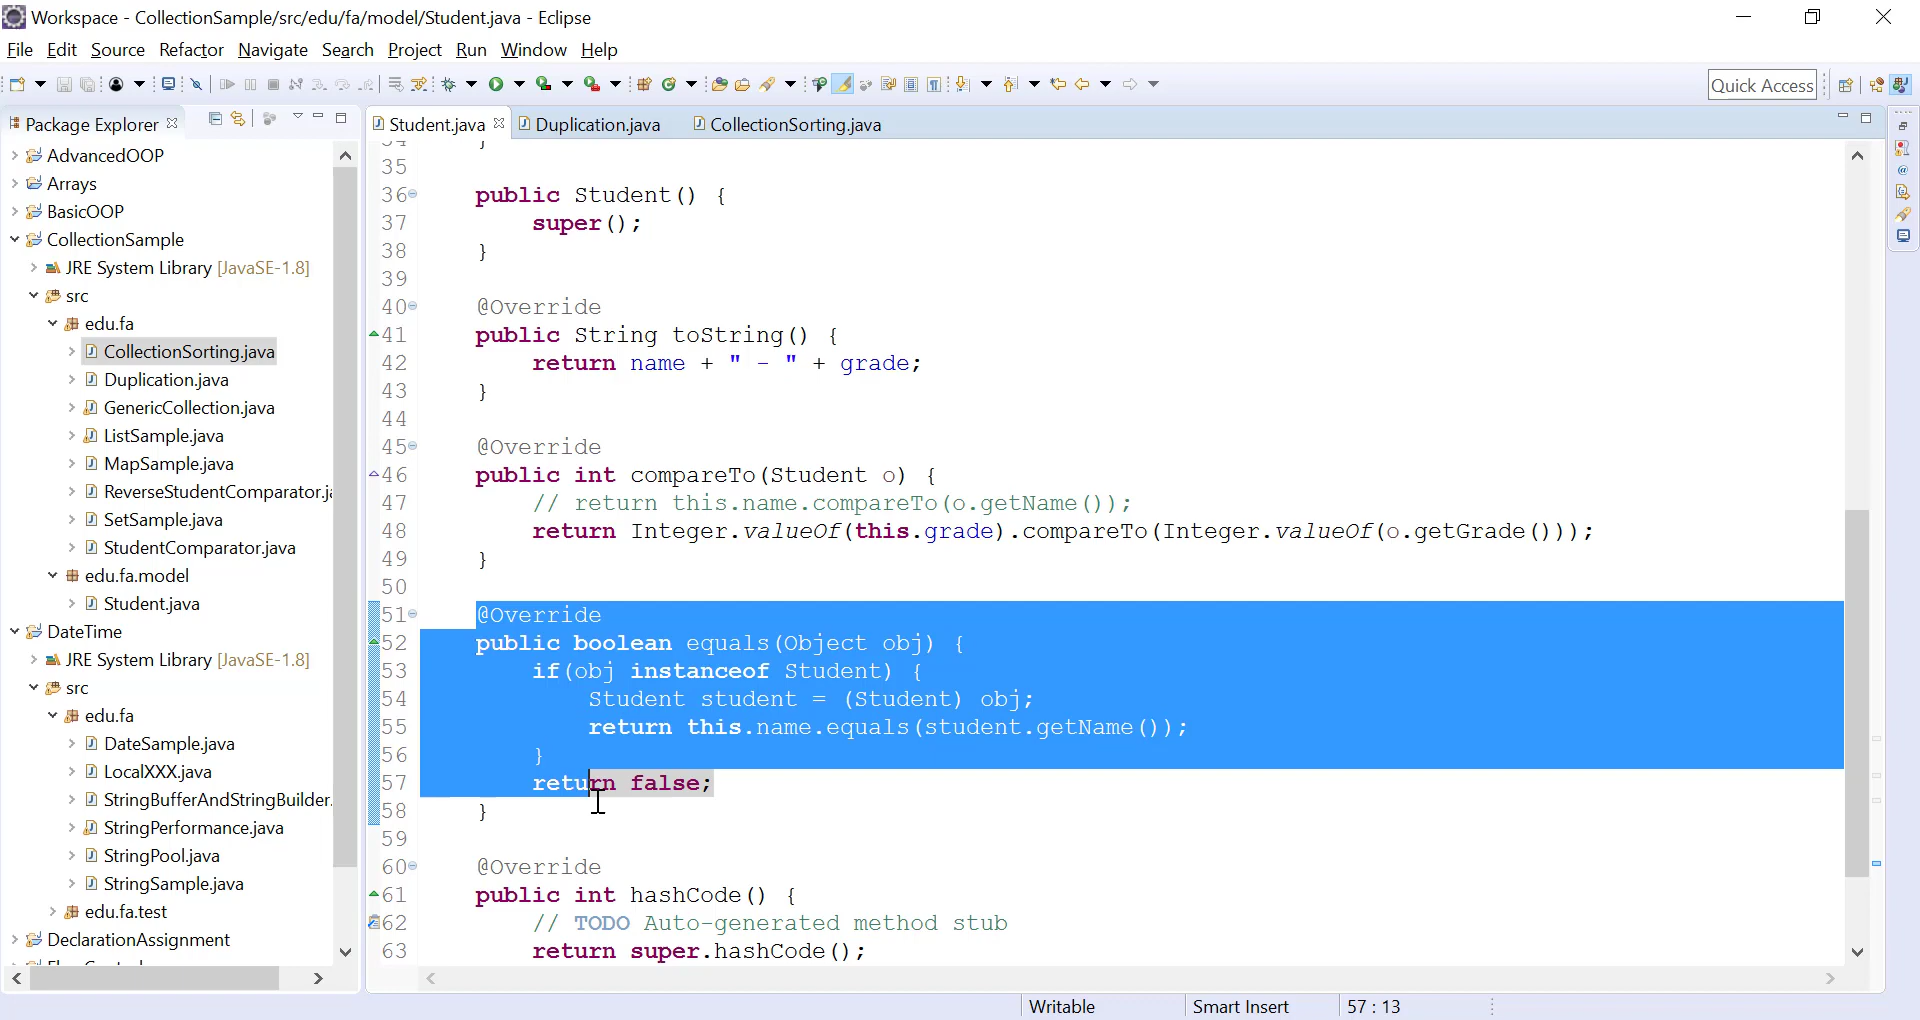 Workspace - CollectionSample/src/edu/fa/model/Student.java - Eclipse
File Edit Source Refactor Navigate Search Project Run Window Help
Quick Access
Package Explorer
Student.java
Duplication.java
CollectionSorting.java
AdvancedOOP
Arrays
BasicOOP
CollectionSample
JRE System Library [JavaSE-1.8]
src
edu.fa
CollectionSorting.java
Duplication.java
GenericCollection.java
ListSample.java
MapSample.java
ReverseStudentComparator.j
SetSample.java
StudentComparator.java
edu.fa.model
Student.java
DateTime
JRE System Library [JavaSE-1.8]
src
edu.fa
DateSample.java
LocalXXX.java
StringBufferAndStringBuilder.
StringPerformance.java
StringPool.java
StringSample.java
edu.fa.test
DeclarationAssignment
34 }
35
36 public Student() {
37 super();
38 }
39
40 @Override
41 public String toString() {
42 return name + " - " + grade;
43 }
44
45 @Override
46 public int compareTo(Student o) {
47 // return this.name.compareTo(o.getName());
48 return Integer.valueOf(this.grade).compareTo(Integer.valueOf(o.getGrade()));
49 }
50
51 @Override
52 public boolean equals(Object obj) {
53 if(obj instanceof Student) {
54 Student student = (Student) obj;
55 return this.name.equals(student.getName());
56 }
57 return false;
58 }
59
60 @Override
61 public int hashCode() {
62 // TODO Auto-generated method stub
63 return super.hashCode();
Writable
Smart Insert
57 : 13